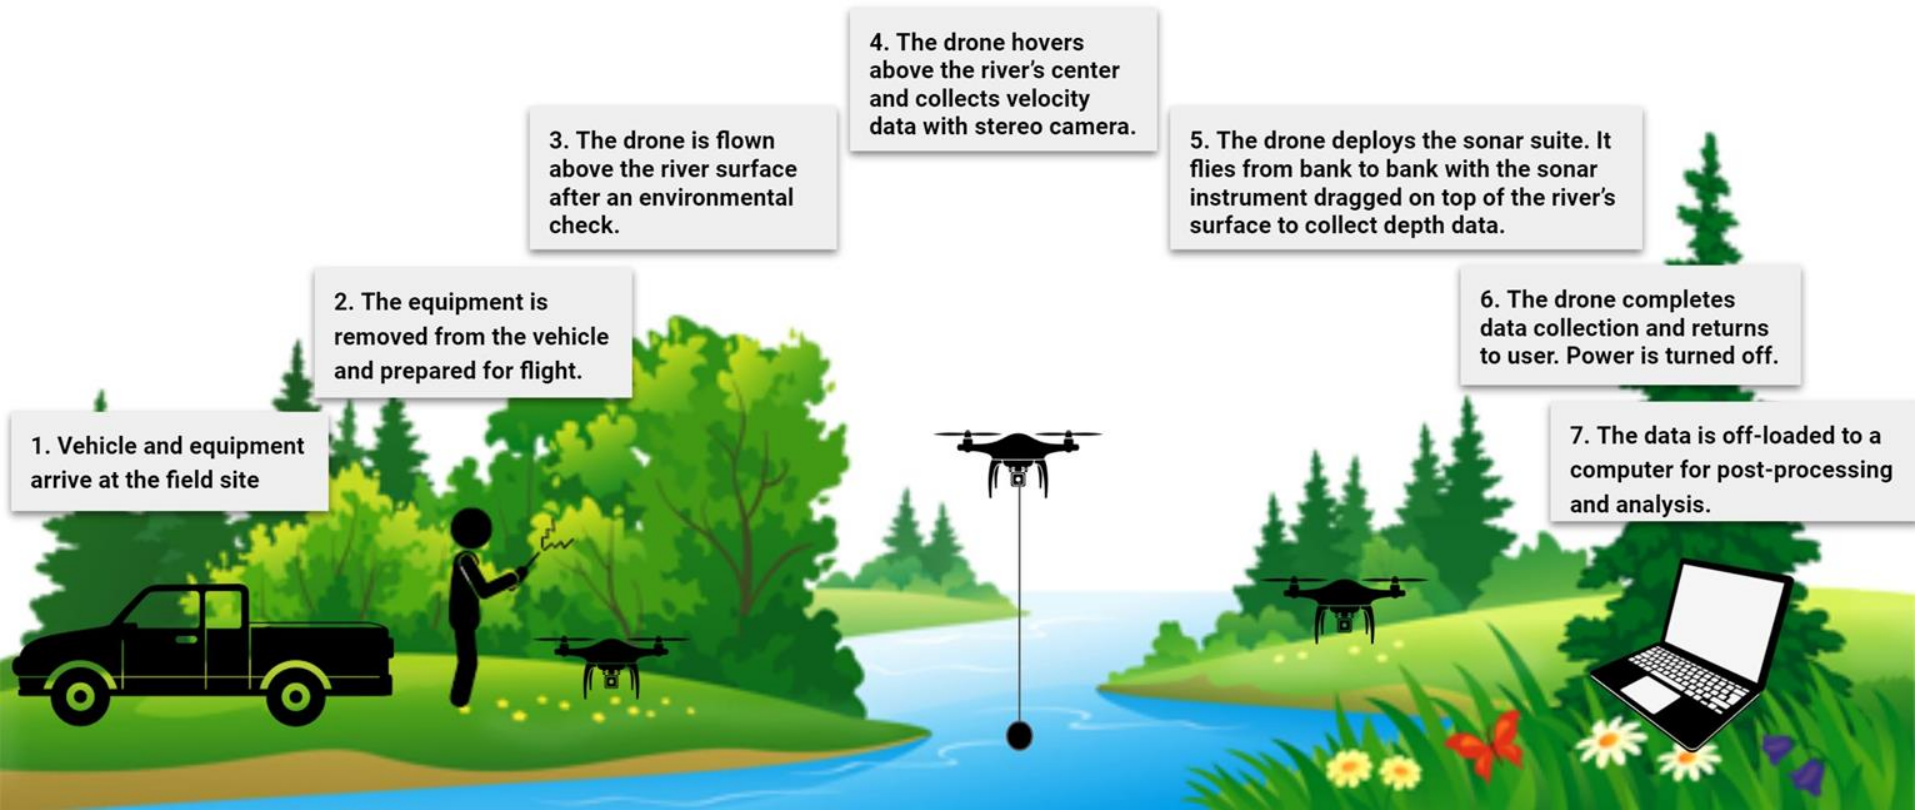 1. Vehicle and equipment
arrive at the field site
2. The equipment is
removed from the vehicle
and prepared for flight.
3. The drone is flown
above the river surface
after an environmental
check.
4. The drone hovers
above the river’s center
and collects velocity
data with stereo camera.
5. The drone deploys the sonar suite. It
flies from bank to bank with the sonar
instrument dragged on top of the river’s
surface to collect depth data.
6. The drone completes
data collection and returns
to user. Power is turned off.
7. The data is off-loaded to a
computer for post-processing
and analysis.